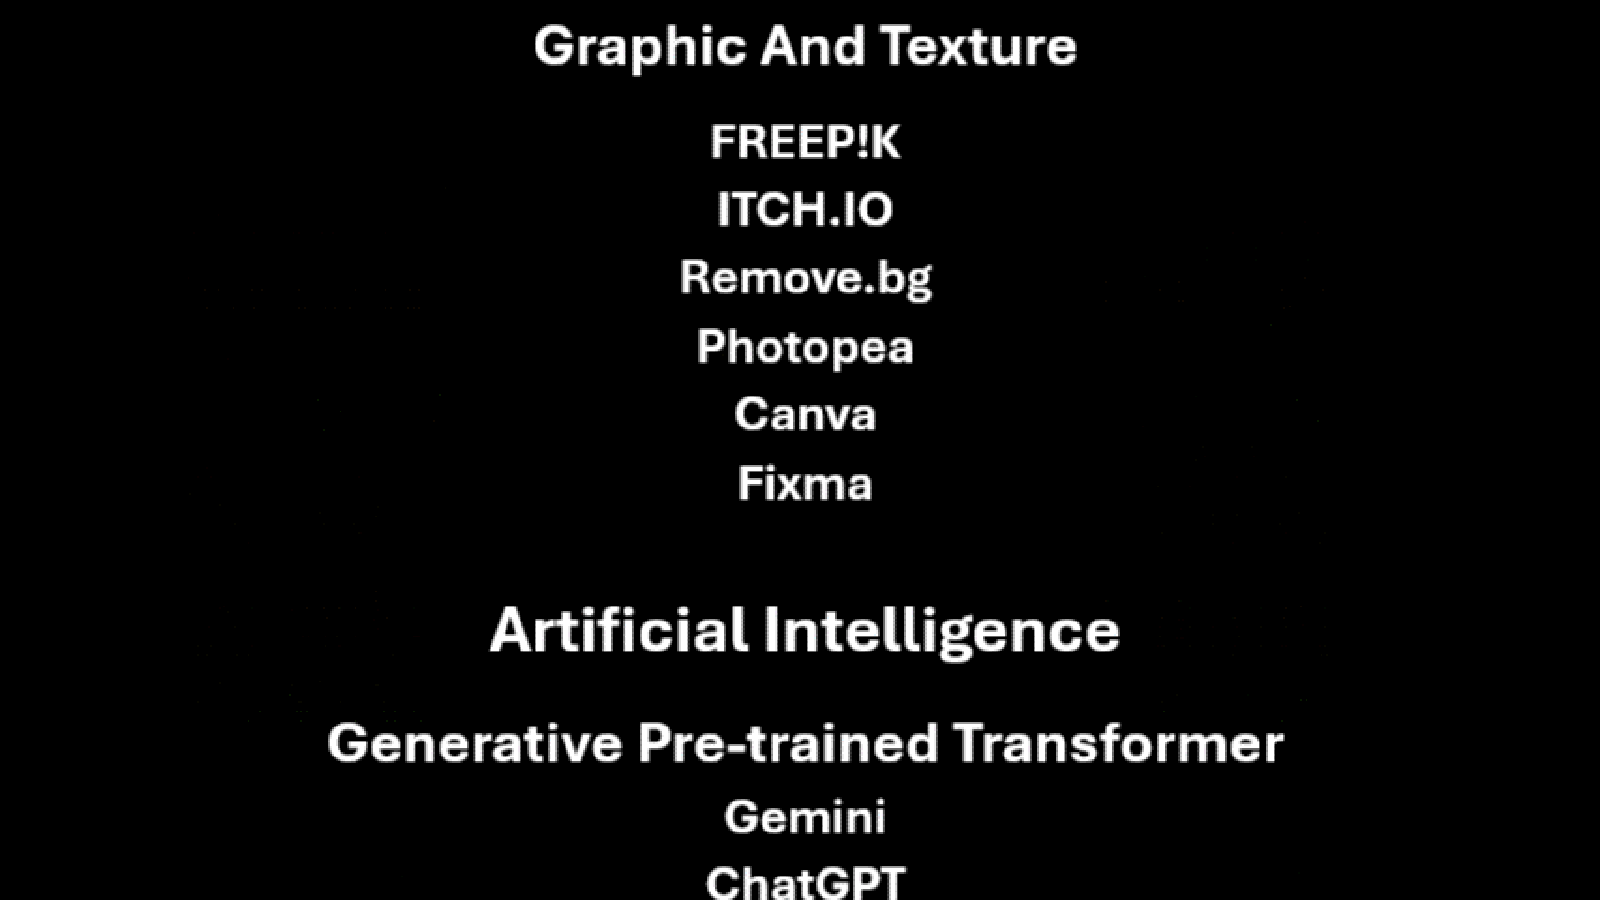 Graphic And Texture
FREEP!K
ITCH.IO
Remove.bg
Photopea
Canva
Fixma
Artificial Intelligence
Generative Pre-trained Transformer
Gemini
ChatGPT